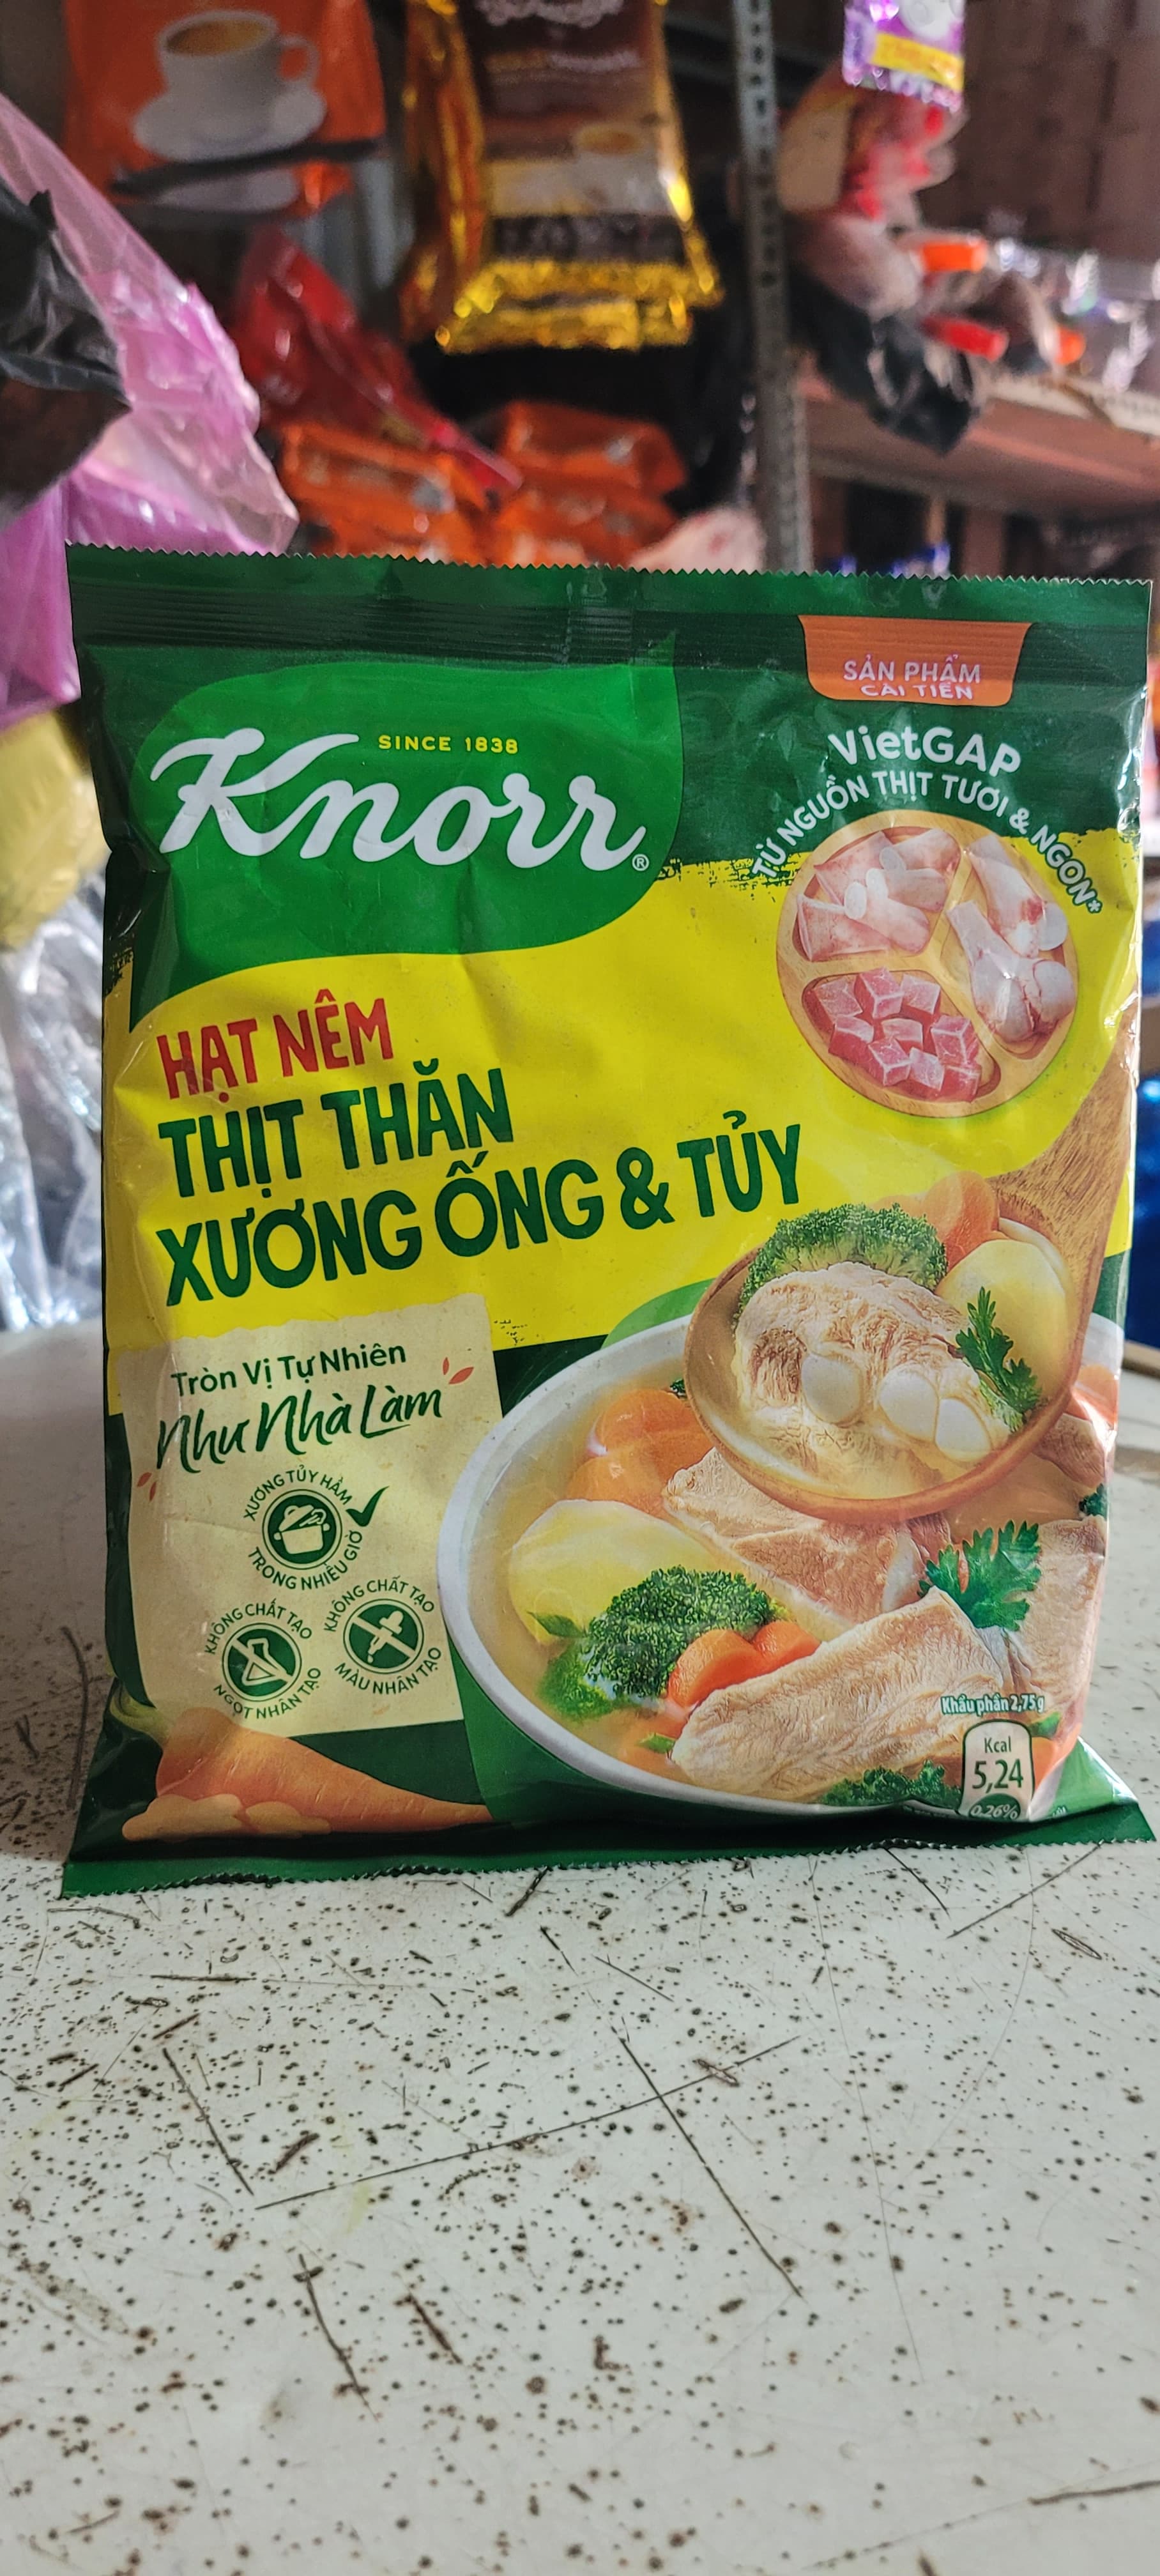 SINCE 1838
Knorr®
SẢN PHẨM
CẢI TIẾN
VietGAP
TỪ NGUỒN THỊT TƯƠI & NGON*
HẠT NÊM
THỊT THĂN
XƯƠNG ỐNG & TỦY
Tròn Vị Tự Nhiên
Như Nhà Làm
XƯƠNG TỦY HẦM
TRONG NHIỀU GIỜ
KHÔNG CHẤT TẠO
NGỌT NHÂN TẠO
KHÔNG CHẤT TẠO
MÀU NHÂN TẠO
Khẩu phần 2,75g
Kcal
5,24
0.26%